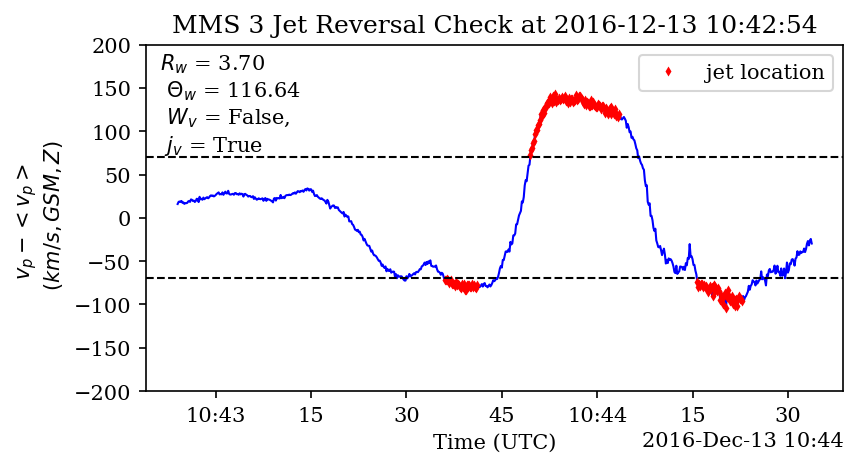 MMS 3 Jet Reversal Check at 2016-12-13 10:42:54
R_w = 3.70
Θ_w = 116.64
W_v = False,
j_v = True
jet location
v_p − < v_p >
(km/s, GSM, Z)
200
150
100
50
0
−50
−100
−150
−200
10:43 15 30 45 10:44 15 30
Time (UTC)
2016-Dec-13 10:44